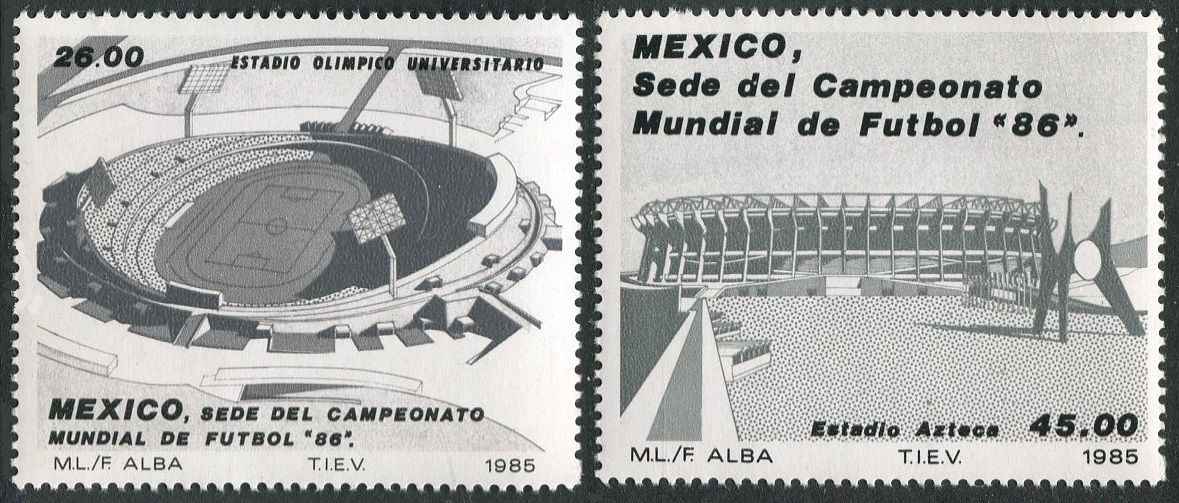 26.00
ESTADIO OLIMPICO UNIVERSITARIO
MEXICO, SEDE DEL CAMPEONATO
MUNDIAL DE FUTBOL "86".
M.L./F. ALBA T.I.E.V. 1985
MEXICO,
Sede del Campeonato
Mundial de Futbol «86».
Estadio Azteca 45.00
M.L./F. ALBA T.I.E.V. 1985